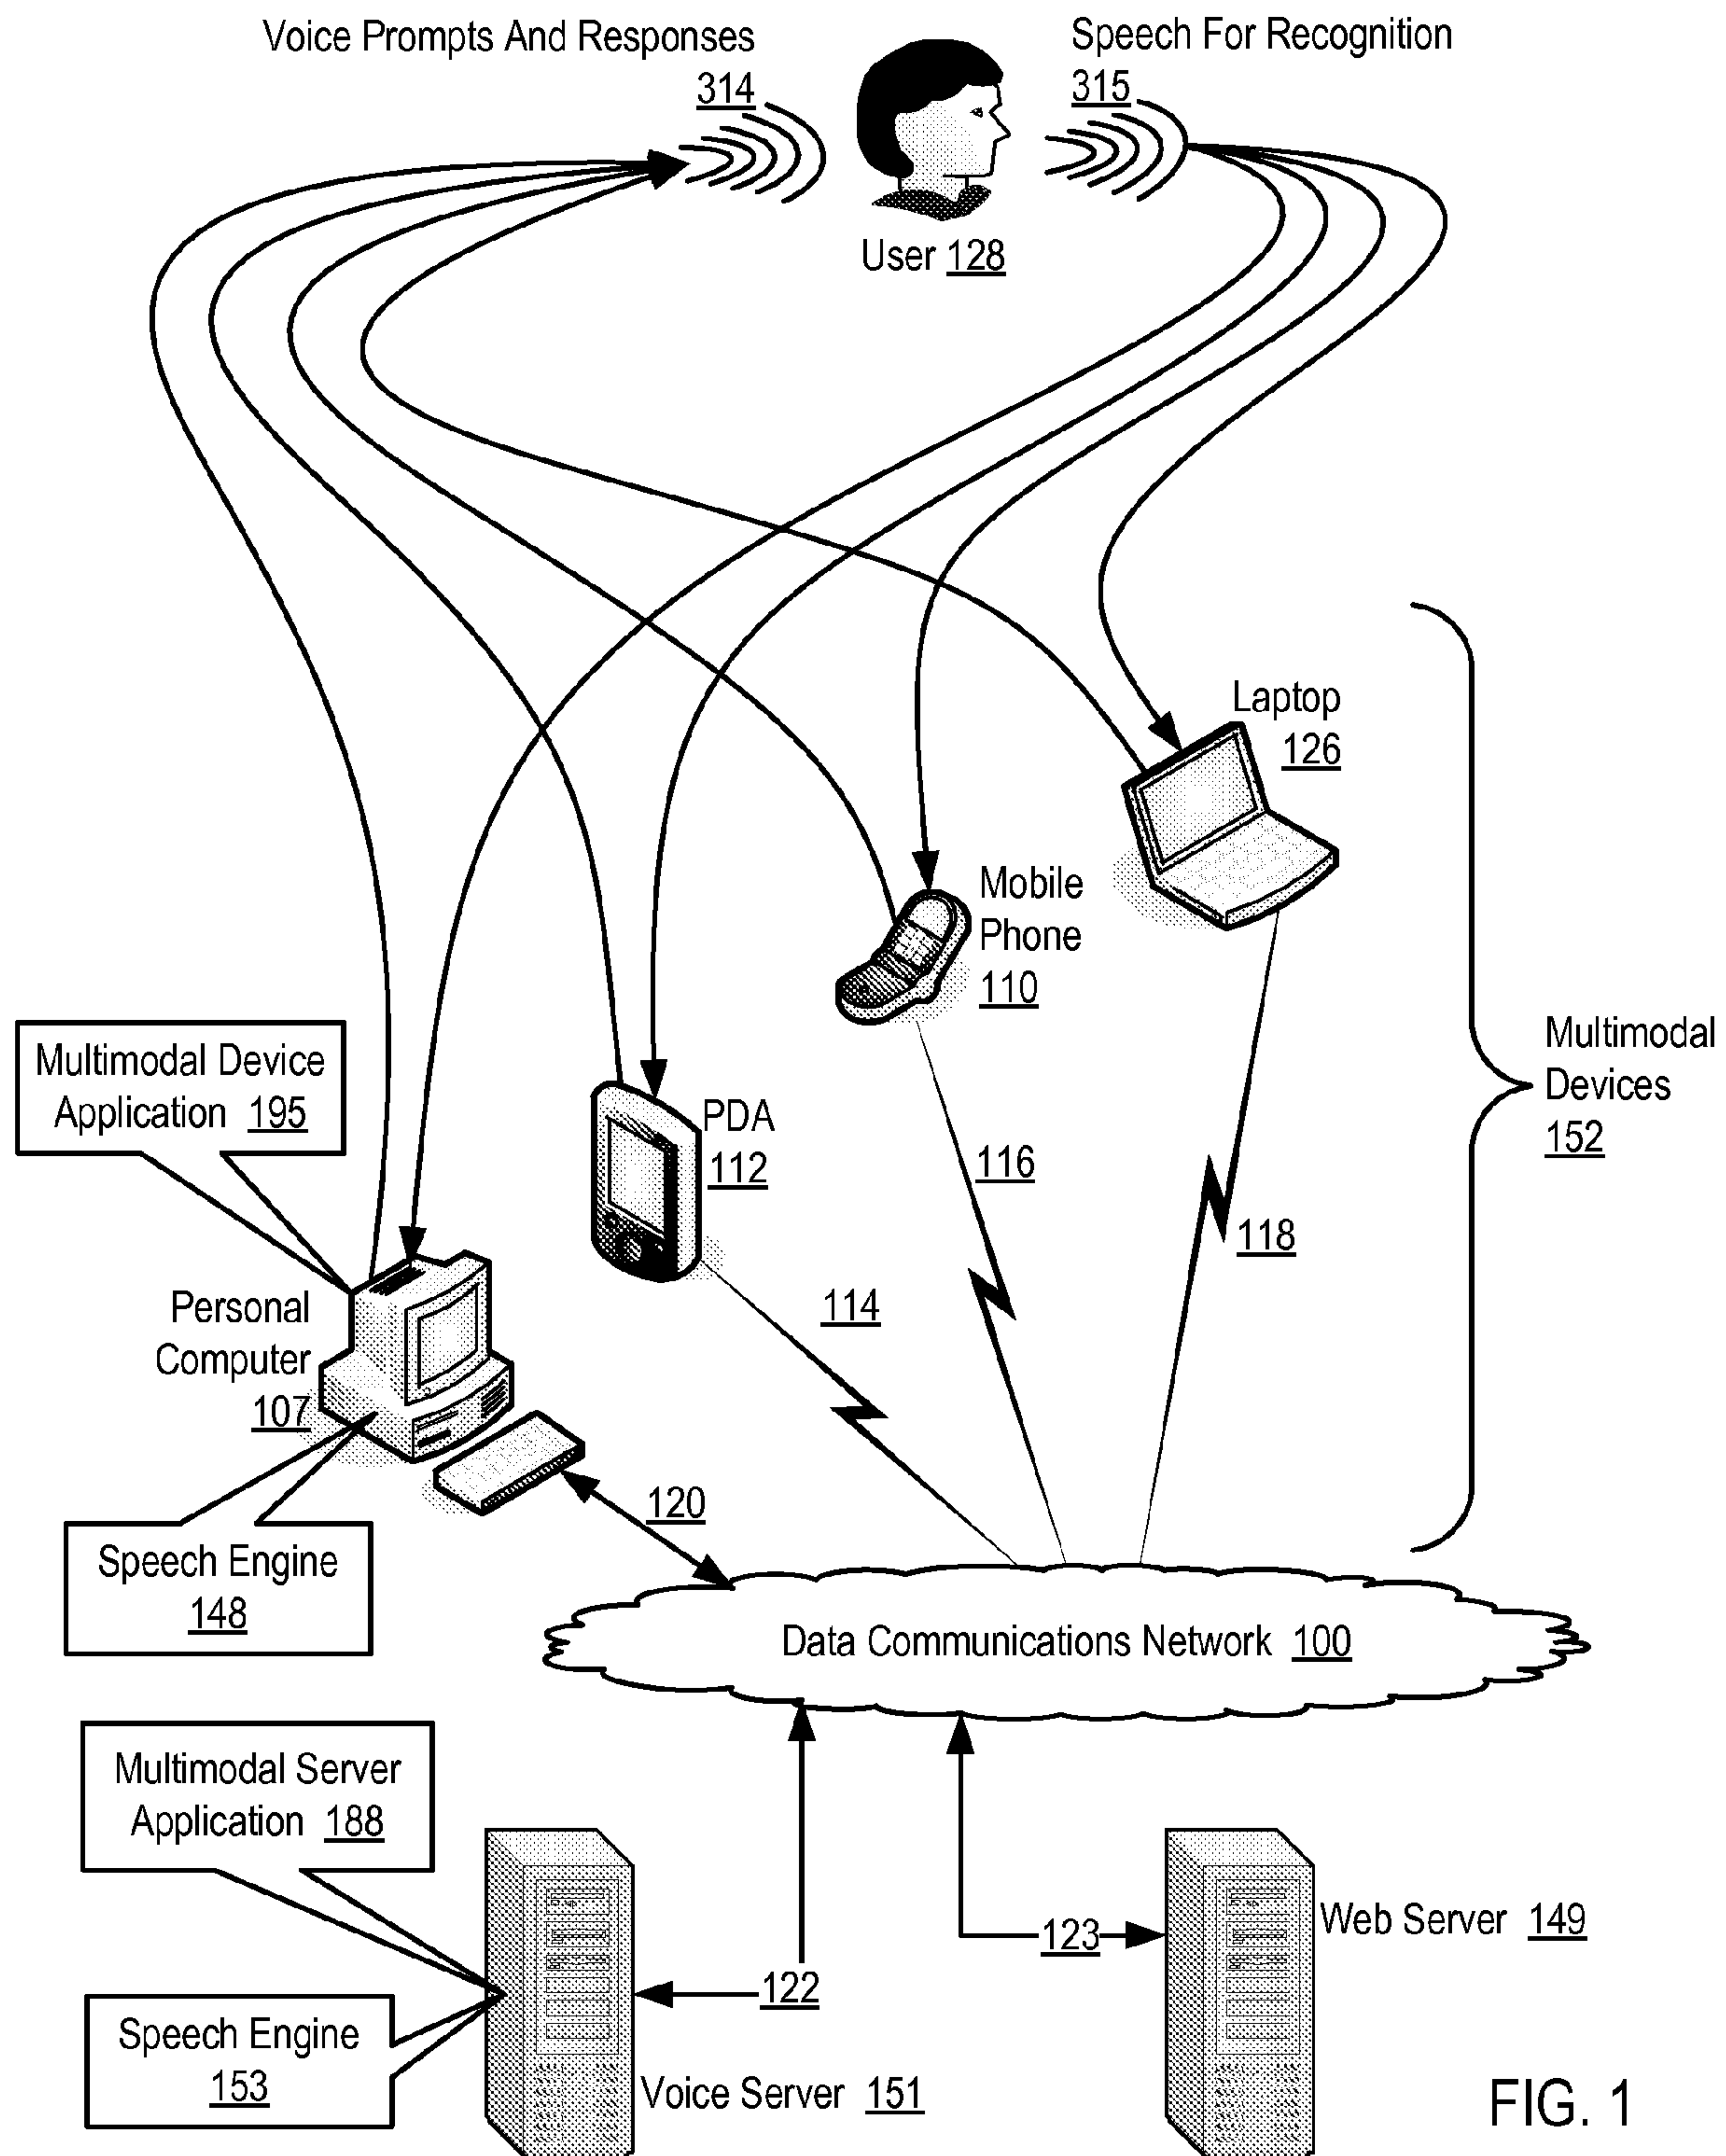 Voice Prompts And Responses
314
Speech For Recognition
315
User 128
Laptop
126
Mobile
Phone
110
Multimodal
Devices
152
Multimodal Device
Application 195
PDA
112
116
118
114
Personal
Computer
107
120
Speech Engine
148
Data Communications Network 100
Multimodal Server
Application 188
Web Server 149
123
122
Speech Engine
153
Voice Server 151
FIG. 1